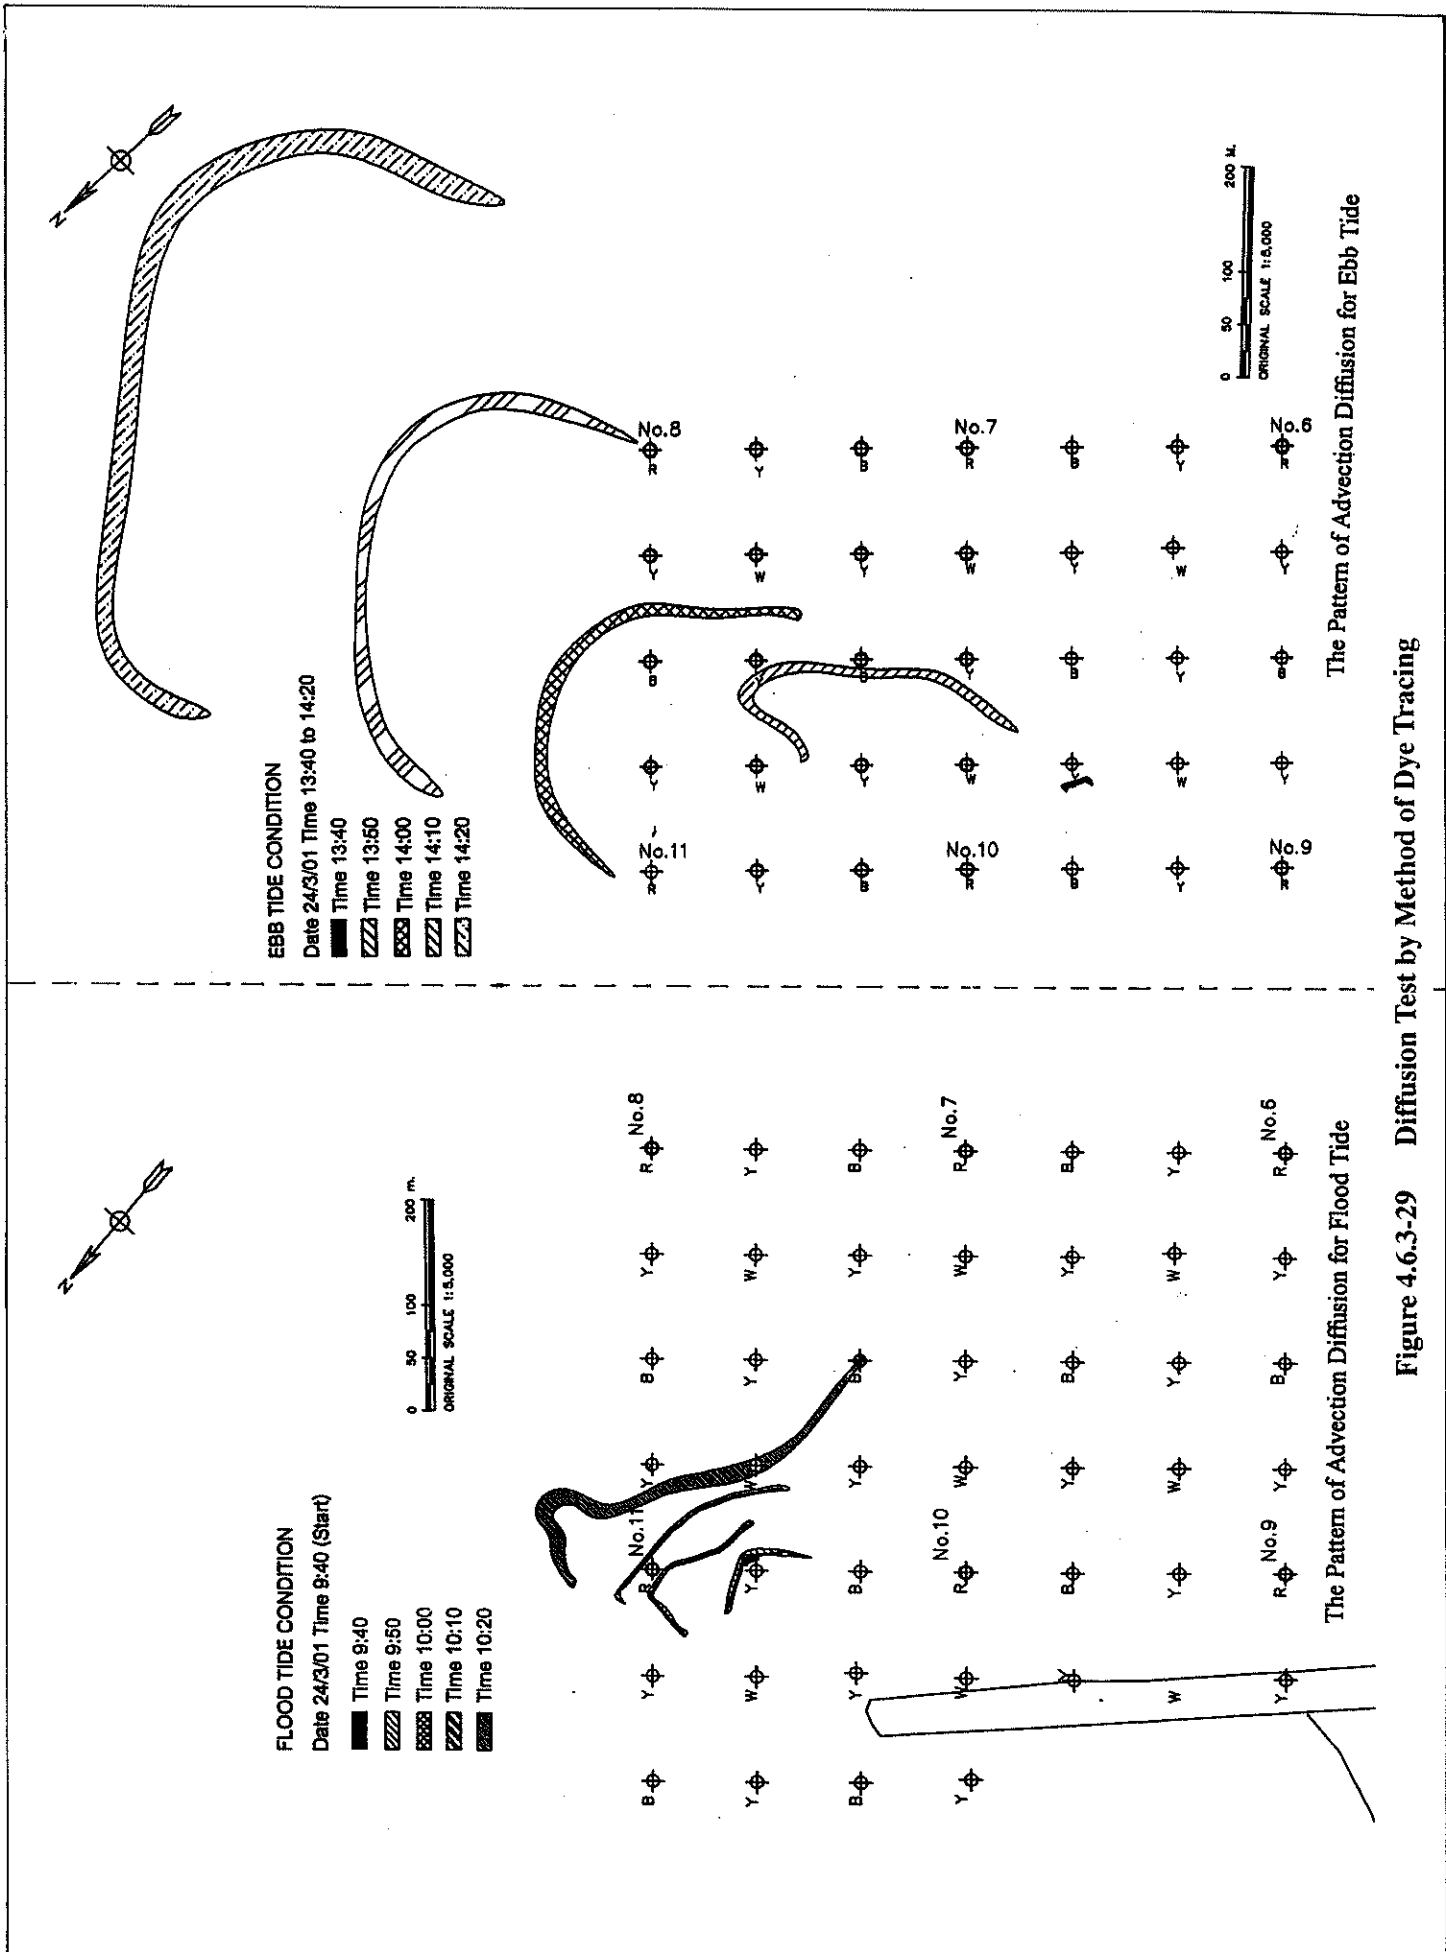 FLOOD TIDE CONDITION
Date 24/3/01 Time 9:40 (Start)
Time 9:40
Time 9:50
Time 10:00
Time 10:10
Time 10:20
N
0 50 100 200 m.
ORIGINAL SCALE 1:5,000
B Y R Y B Y R
No.11 No.8
Y W Y W Y W Y
B Y B Y B Y B
Y W R W Y W Y
No.10 No.7
Y B Y B Y B
W Y W Y W Y
Y R Y B Y R
No.9 No.6
The Pattern of Advection Diffusion for Flood Tide
EBB TIDE CONDITION
Date 24/3/01 Time 13:40 to 14:20
Time 13:40
Time 13:50
Time 14:00
Time 14:10
Time 14:20
N
No.11 No.8
R Y B Y R
Y W Y W Y
B Y B Y B
No.10 No.7
R W Y W R
B Y B Y B
Y W Y W Y
No.9 No.6
R Y B Y R
0 50 100 200 M.
ORIGINAL SCALE 1:5,000
The Pattern of Advection Diffusion for Ebb Tide
Figure 4.6.3-29 Diffusion Test by Method of Dye Tracing